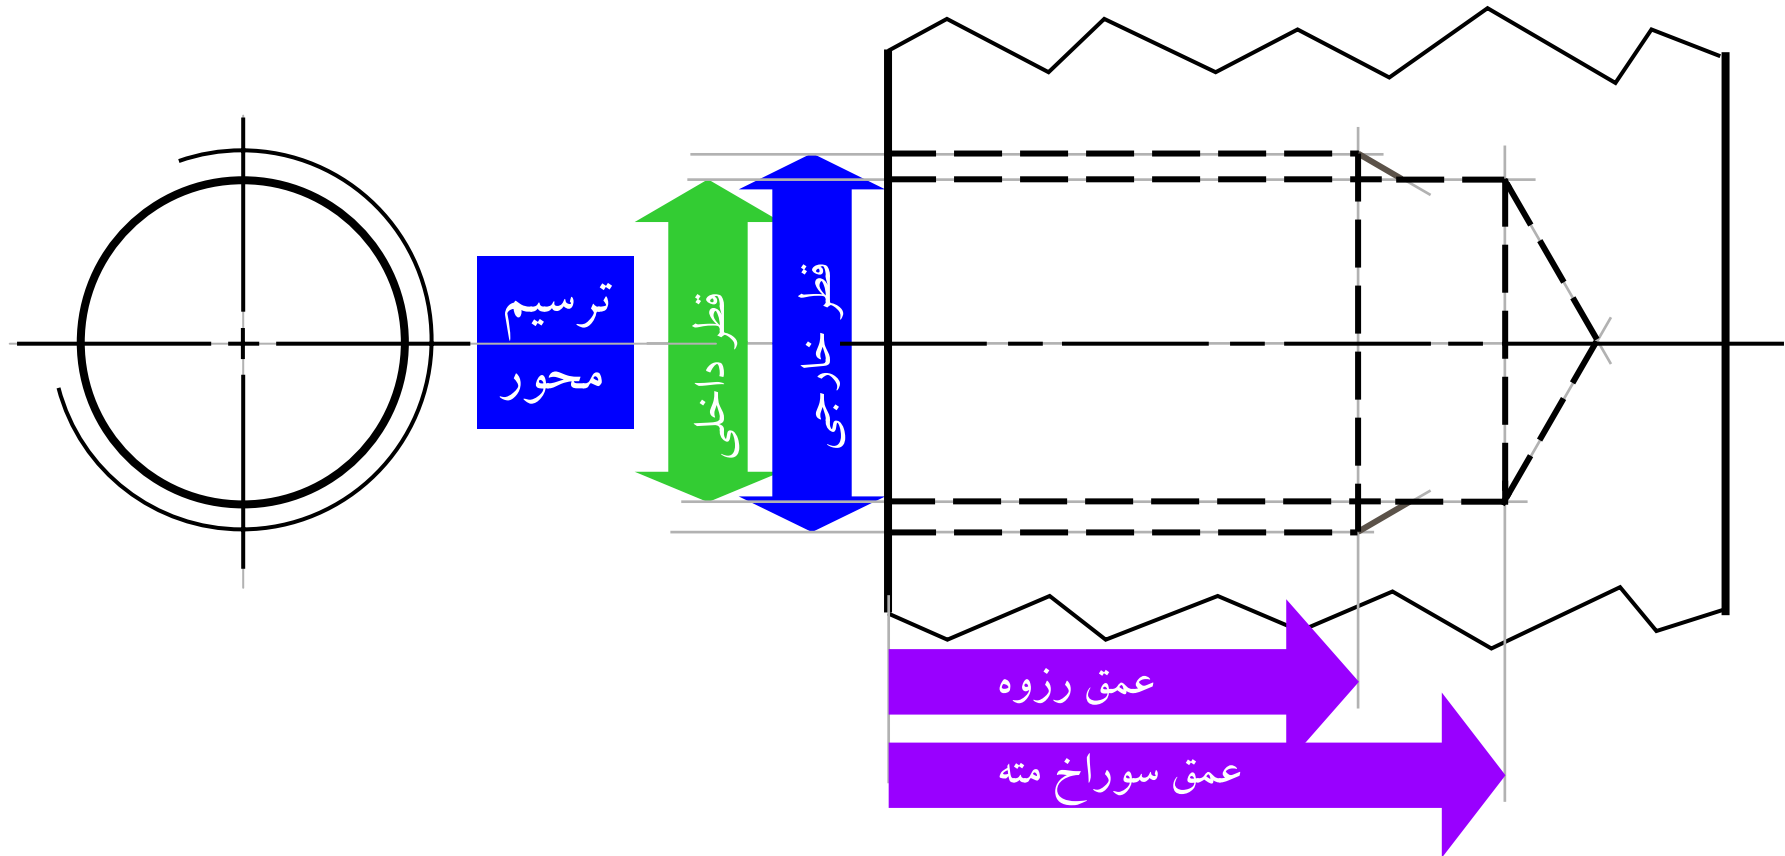 ترسیم
محور
قطر داخلی
قطر خارجی
عمق رزوه
عمق سوراخ مته